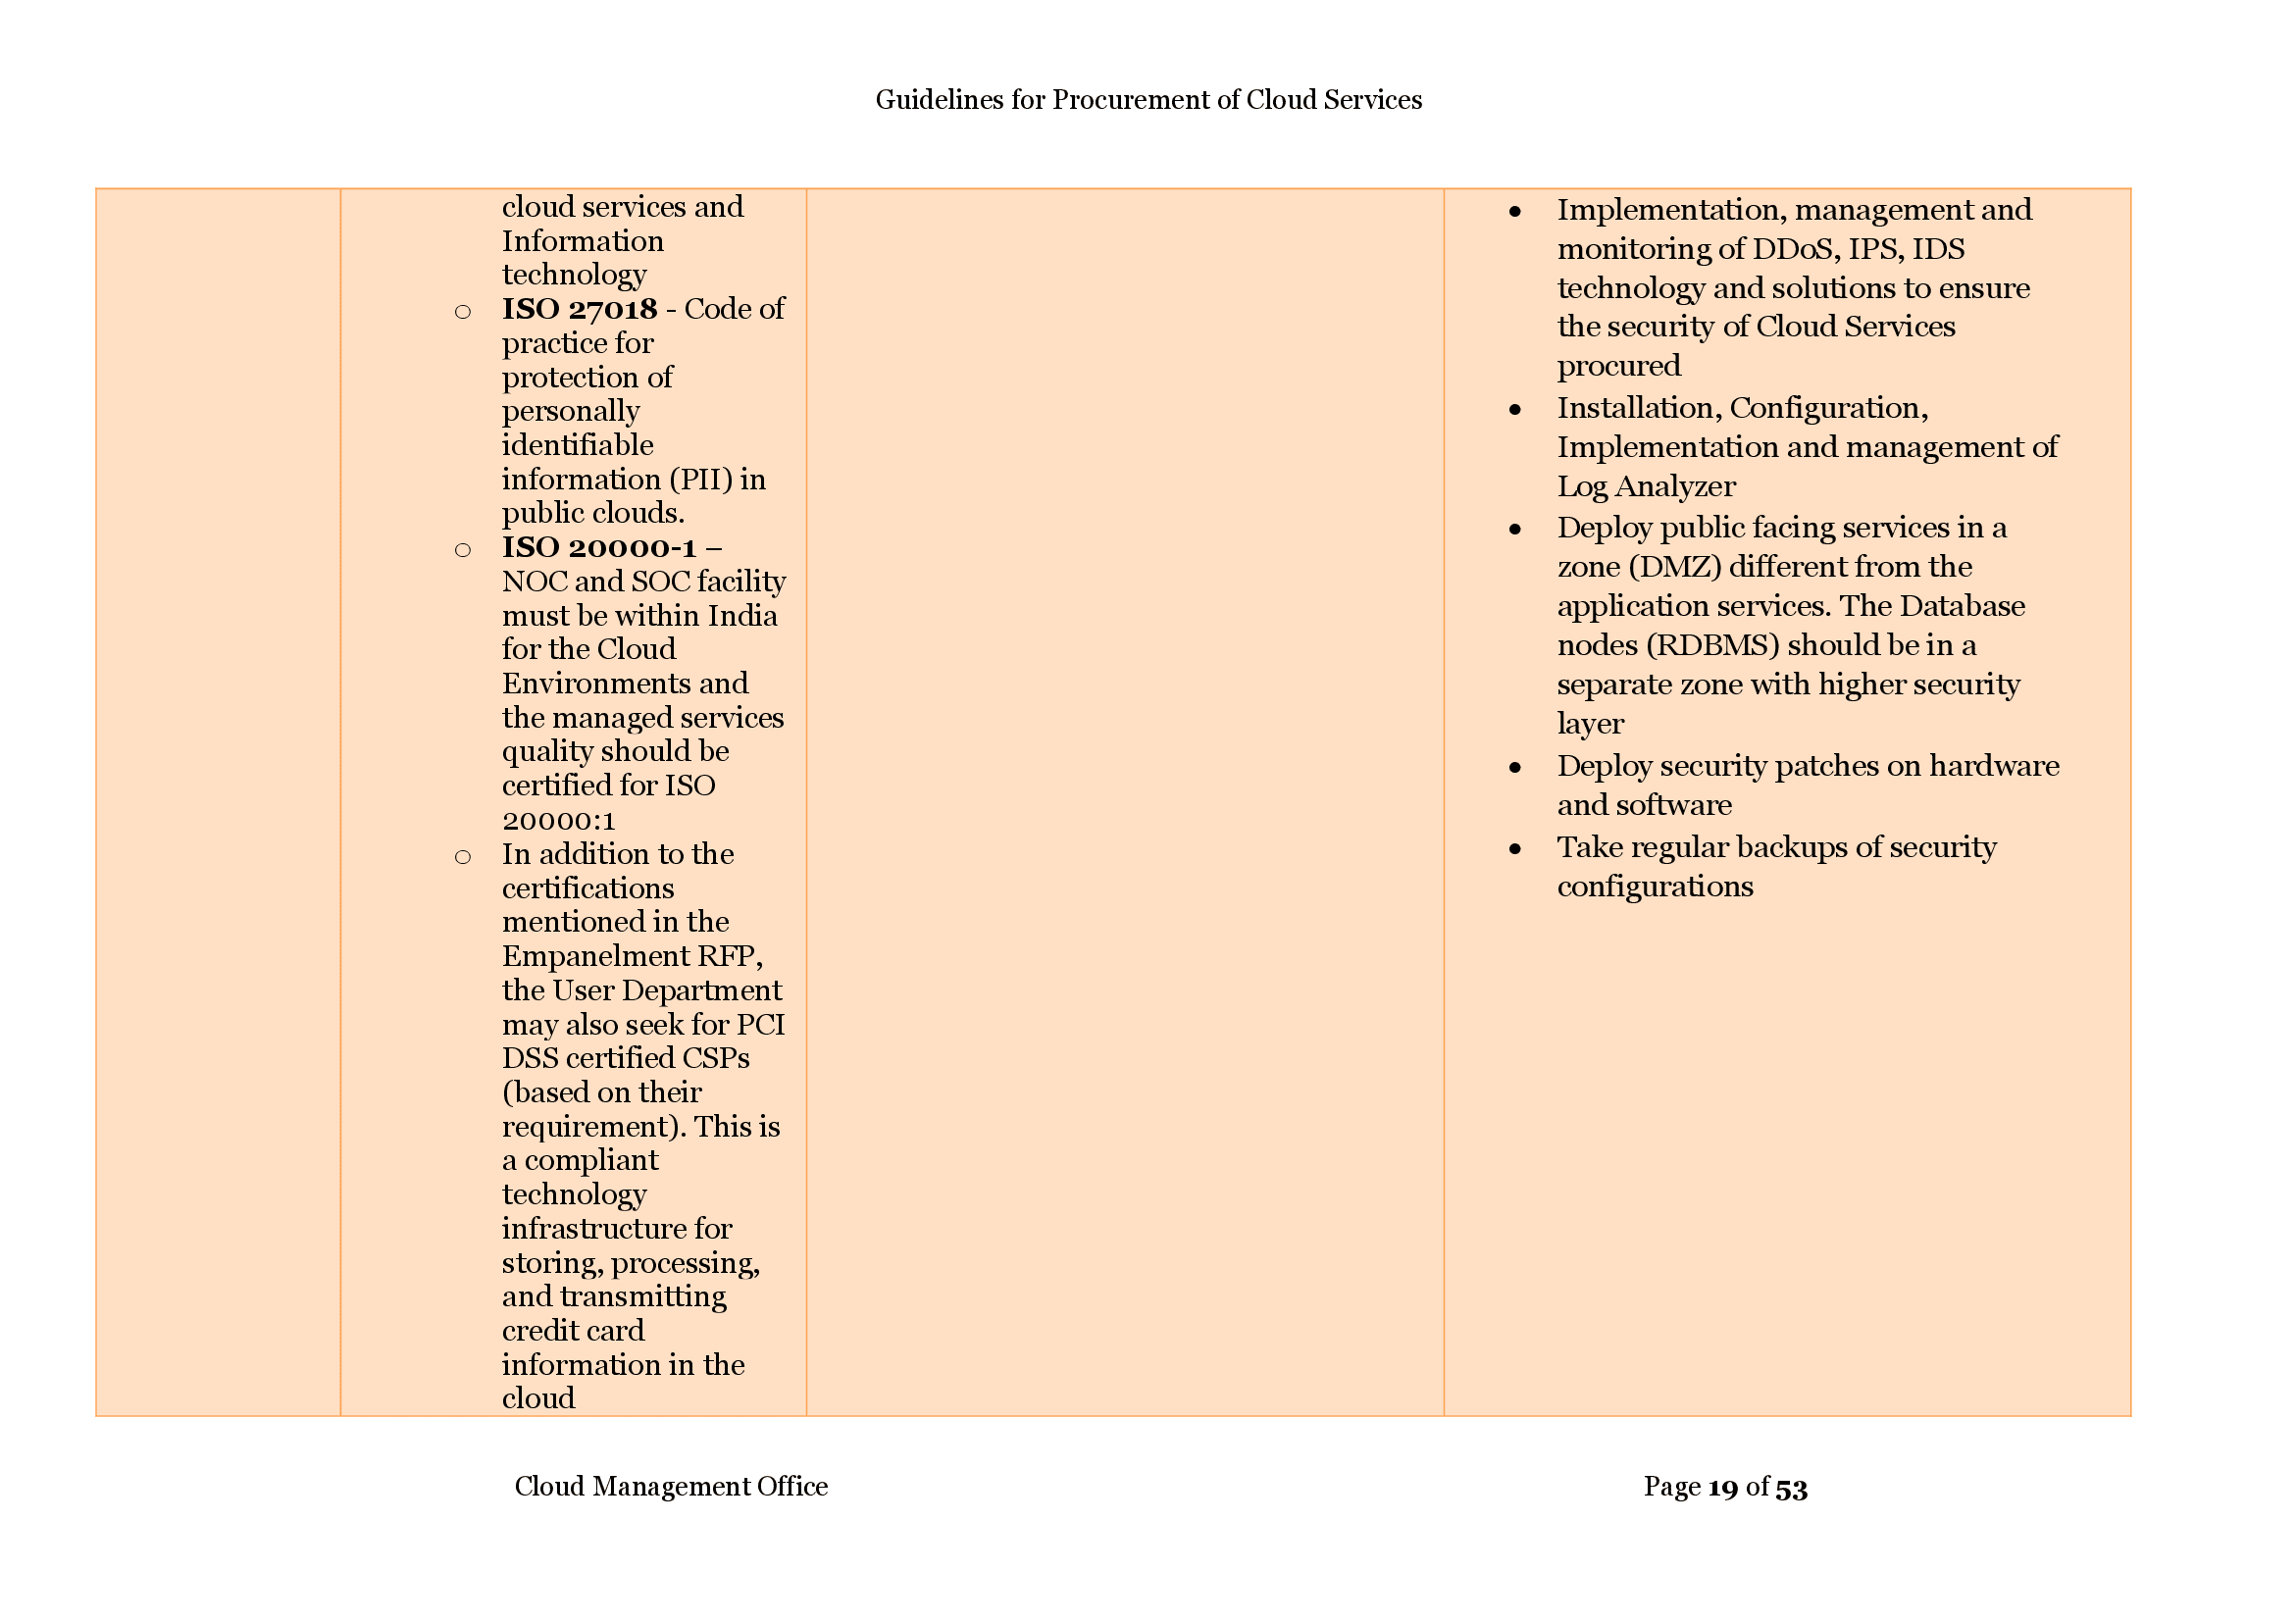 Guidelines for Procurement of Cloud Services
cloud services and
Information
technology
o ISO 27018 - Code of
practice for
protection of
personally
identifiable
information (PII) in
public clouds.
o ISO 20000-1 –
NOC and SOC facility
must be within India
for the Cloud
Environments and
the managed services
quality should be
certified for ISO
20000:1
o In addition to the
certifications
mentioned in the
Empanelment RFP,
the User Department
may also seek for PCI
DSS certified CSPs
(based on their
requirement). This is
a compliant
technology
infrastructure for
storing, processing,
and transmitting
credit card
information in the
cloud
• Implementation, management and
monitoring of DDoS, IPS, IDS
technology and solutions to ensure
the security of Cloud Services
procured
• Installation, Configuration,
Implementation and management of
Log Analyzer
• Deploy public facing services in a
zone (DMZ) different from the
application services. The Database
nodes (RDBMS) should be in a
separate zone with higher security
layer
• Deploy security patches on hardware
and software
• Take regular backups of security
configurations
Cloud Management Office
Page 19 of 53